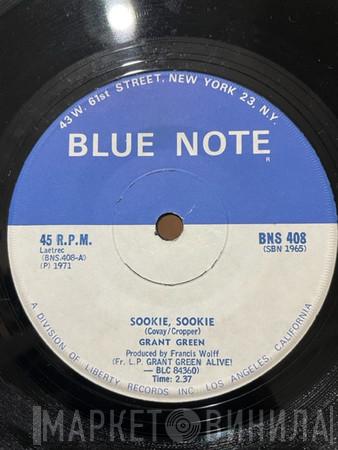 43 W. 61st STREET, NEW YORK 23, N.Y.
BLUE NOTE
R
45 R.P.M.
Laetrec
(BNS.408-A)
(P) 1971
BNS 408
(SBN 1965)
SOOKIE, SOOKIE
(Covay/Cropper)
GRANT GREEN
Produced by Francis Wolff
(Fr. L.P. GRANT GREEN ALIVE!
— BLC 84360)
Time: 2.37
A DIVISION OF LIBERTY RECORDS INC. LOS ANGELES, CALIFORNIA
МАРКЕТ ВИНИЛА